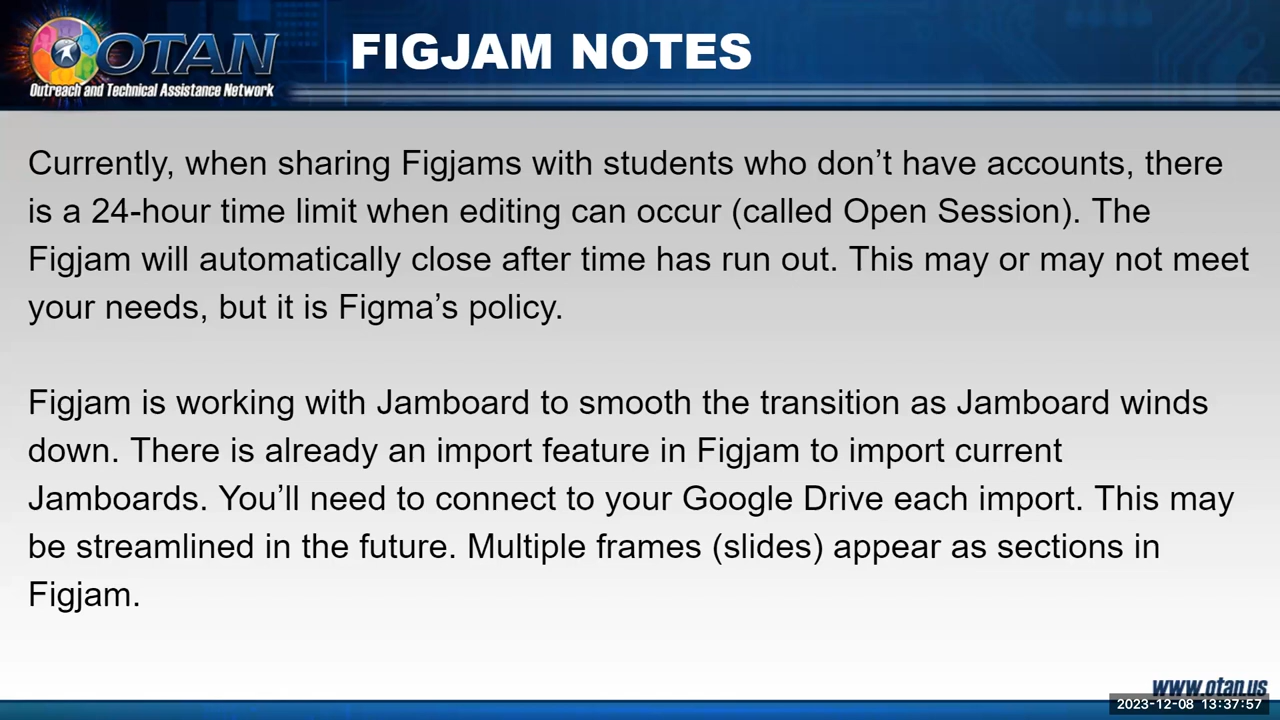 OTAN
Outreach and Technical Assistance Network
FIGJAM NOTES
Currently, when sharing Figjams with students who don’t have accounts, there
is a 24-hour time limit when editing can occur (called Open Session). The
Figjam will automatically close after time has run out. This may or may not meet
your needs, but it is Figma’s policy.
Figjam is working with Jamboard to smooth the transition as Jamboard winds
down. There is already an import feature in Figjam to import current
Jamboards. You’ll need to connect to your Google Drive each import. This may
be streamlined in the future. Multiple frames (slides) appear as sections in
Figjam.
www.otan.us
2023-12-08 13:37:57